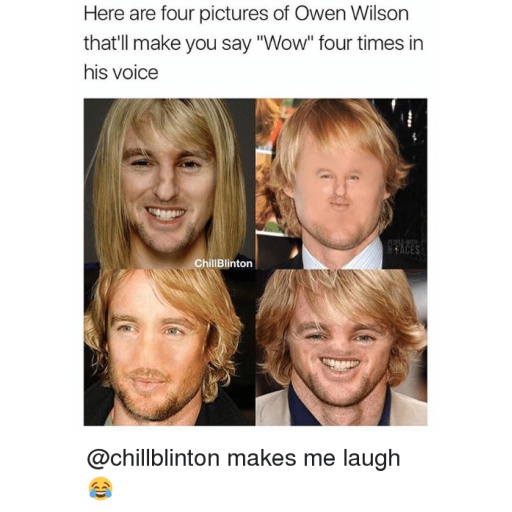 Here are four pictures of Owen Wilson
that'll make you say "Wow" four times in
his voice
ChillBlinton
FACES
@chillblinton makes me laugh
😂